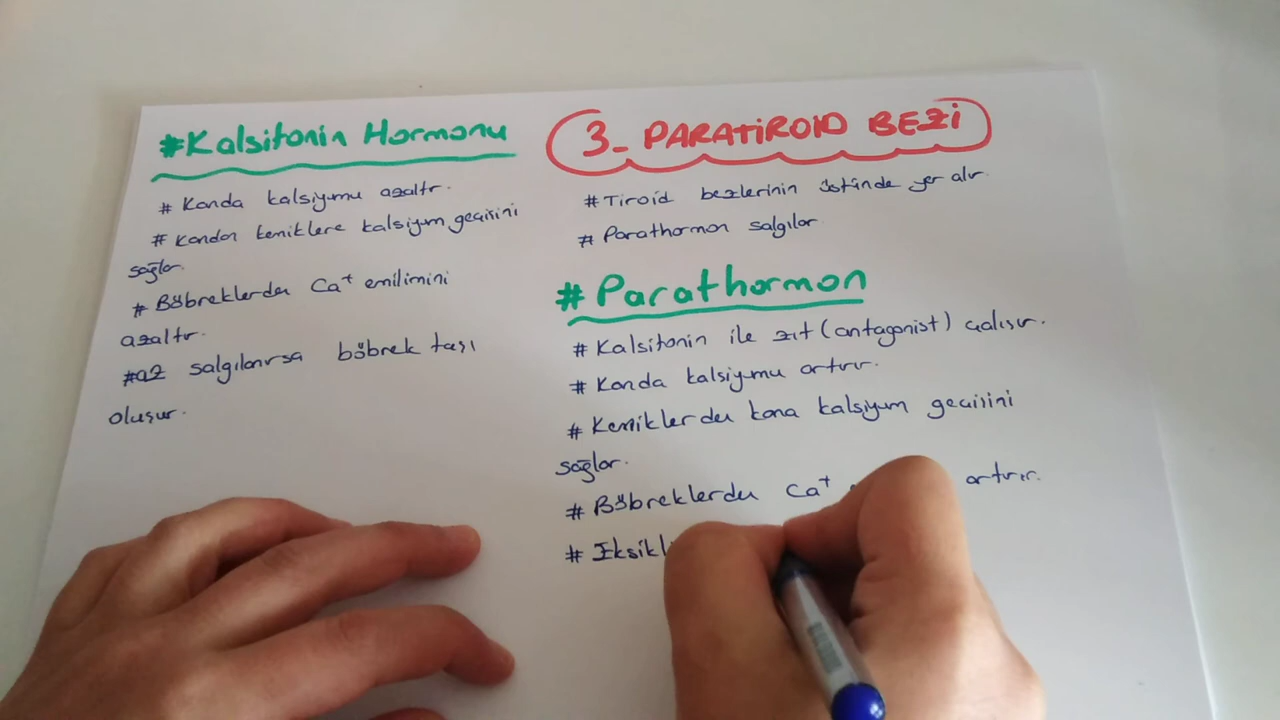 #Kalsitonin Hormonu
# Kanda kalsiyumu azaltır.
# Kandan kemiklere kalsiyum geçişini
sağlar.
# Böbreklerden Ca+ emilimini
azaltır.
#az salgılanırsa böbrek taşı
oluşur.
3_ PARATİROİD BEZİ
#Tiroid bezlerinin üstünde yer alır.
# Parathormon salgılar.
#Parathormon
# Kalsitonin ile zıt (antagonist) çalışır.
# Kanda kalsiyumu artırır.
# Kemiklerden kana kalsiyum geçişini
sağlar.
# Böbreklerden Ca+ artırır.
#